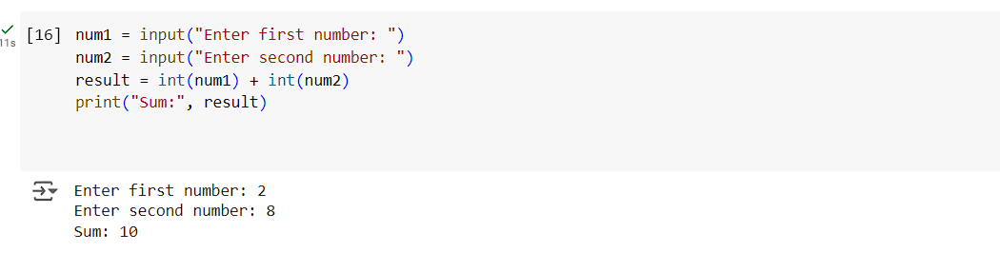 [16] num1 = input("Enter first number: ")
num2 = input("Enter second number: ")
result = int(num1) + int(num2)
print("Sum:", result)
11s
Enter first number: 2
Enter second number: 8
Sum: 10